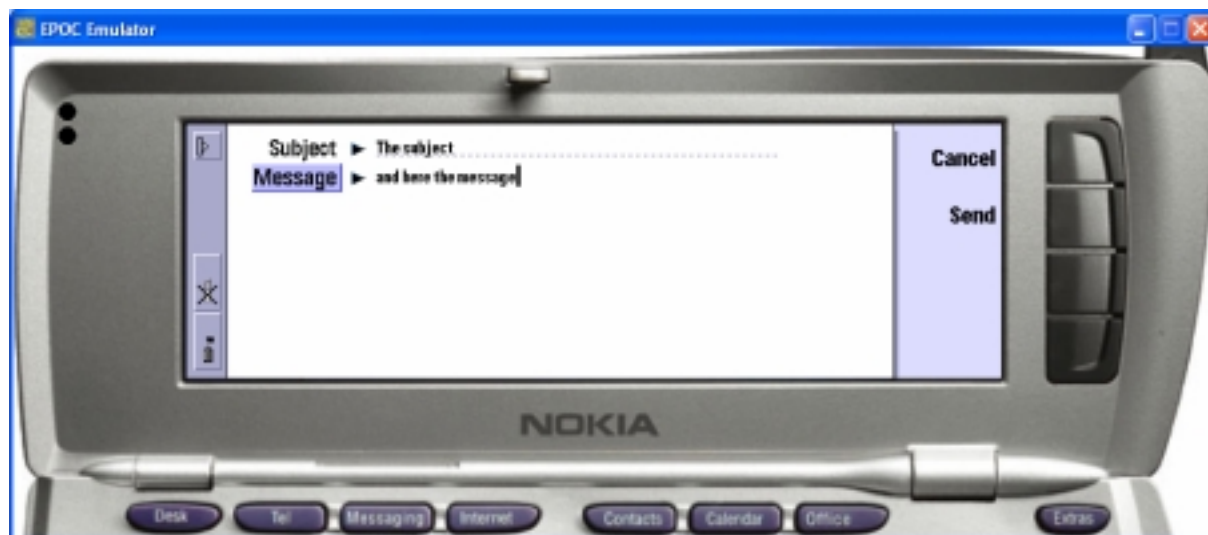 EPOC Emulator
Subject The subject
Message and here the message
Cancel
Send
NOKIA
Desk Tel Messaging Internet Contacts Calendar Office Extras